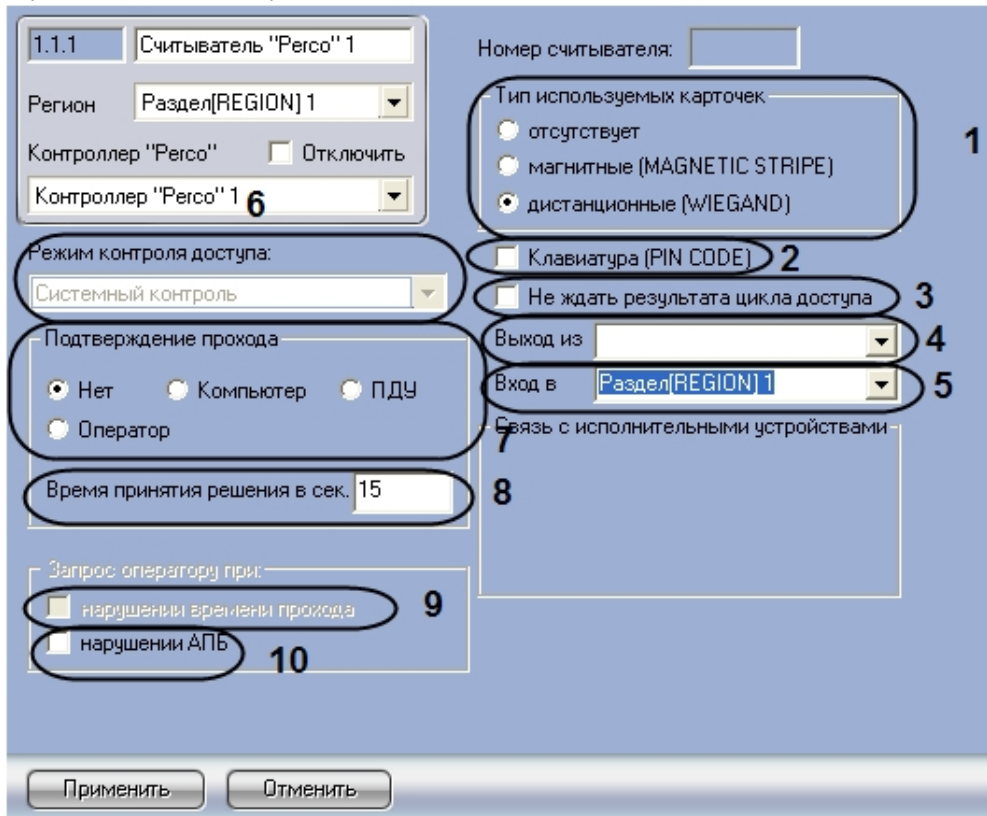 1.1.1 Считыватель "Perco" 1
Регион Раздел[REGION] 1
Контроллер "Perco" Отключить
Контроллер "Perco" 1
6
Режим контроля доступа:
Системный контроль
Подтверждение прохода
Нет Компьютер ПДУ
Оператор
7
Время принятия решения в сек. 15
8
Запрос оператору при:
нарушении времени прохода
9
нарушении АПБ
10
Номер считывателя:
Тип используемых карточек
1
отсутствует
магнитные (MAGNETIC STRIPE)
дистанционные (WIEGAND)
Клавиатура (PIN CODE)
2
Не ждать результата цикла доступа
3
Выход из
4
Вход в Раздел[REGION] 1
5
Связь с исполнительными устройствами
Применить Отменить